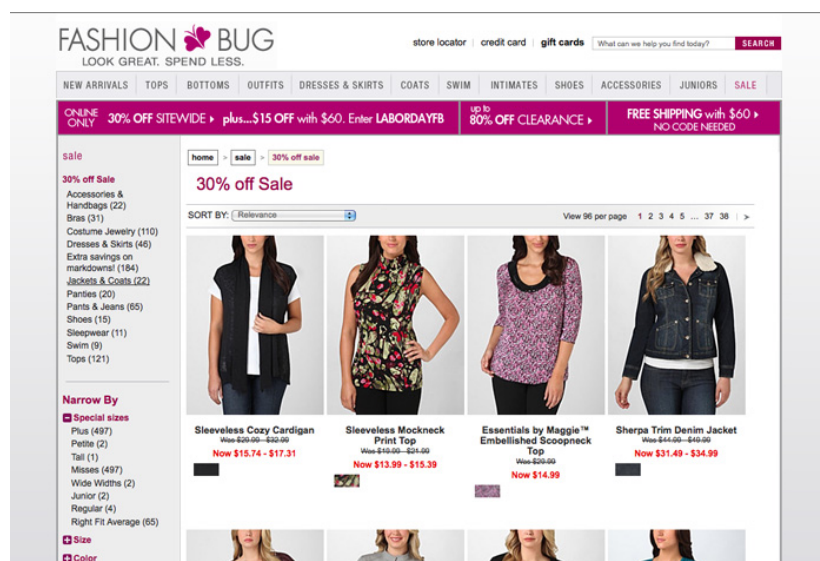 FASHION BUG
LOOK GREAT. SPEND LESS.
store locator | credit card | gift cards
What can we help you find today? SEARCH
NEW ARRIVALS TOPS BOTTOMS OUTFITS DRESSES & SKIRTS COATS SWIM INTIMATES SHOES ACCESSORIES JUNIORS SALE
ONLINE ONLY 30% OFF SITEWIDE ▸ plus...$15 OFF with $60. Enter LABORDAYFB
up to
80% OFF CLEARANCE ▸
FREE SHIPPING with $60 ▸
NO CODE NEEDED
sale
30% off Sale
Accessories &
Handbags (22)
Bras (31)
Costume Jewelry (110)
Dresses & Skirts (46)
Extra savings on
markdowns! (184)
Jackets & Coats (22)
Panties (20)
Pants & Jeans (65)
Shoes (15)
Sleepwear (11)
Swim (9)
Tops (121)
Narrow By
Special sizes
Plus (497)
Petite (2)
Tall (1)
Misses (497)
Wide Widths (2)
Junior (2)
Regular (4)
Right Fit Average (65)
Size
Color
home > sale > 30% off sale
30% off Sale
SORT BY: Relevance
View 96 per page 1 2 3 4 5 ... 37 38 | >
Sleeveless Cozy Cardigan
Was $29.99 - $32.99
Now $15.74 - $17.31
Sleeveless Mockneck
Print Top
Was $19.99 - $21.99
Now $13.99 - $15.39
Essentials by Maggie™
Embellished Scoopneck
Top
Was $29.99
Now $14.99
Sherpa Trim Denim Jacket
Was $44.99 - $49.99
Now $31.49 - $34.99